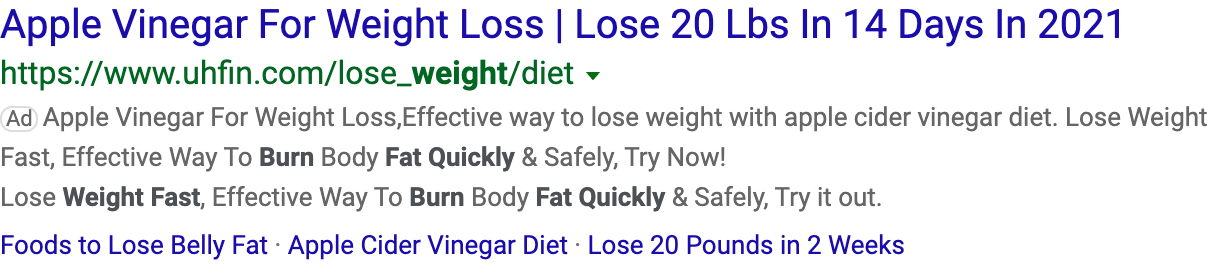 Apple Vinegar For Weight Loss | Lose 20 Lbs In 14 Days In 2021
https://www.uhfin.com/lose_weight/diet
Ad Apple Vinegar For Weight Loss,Effective way to lose weight with apple cider vinegar diet. Lose Weight
Fast, Effective Way To Burn Body Fat Quickly & Safely, Try Now!
Lose Weight Fast, Effective Way To Burn Body Fat Quickly & Safely, Try it out.
Foods to Lose Belly Fat · Apple Cider Vinegar Diet · Lose 20 Pounds in 2 Weeks